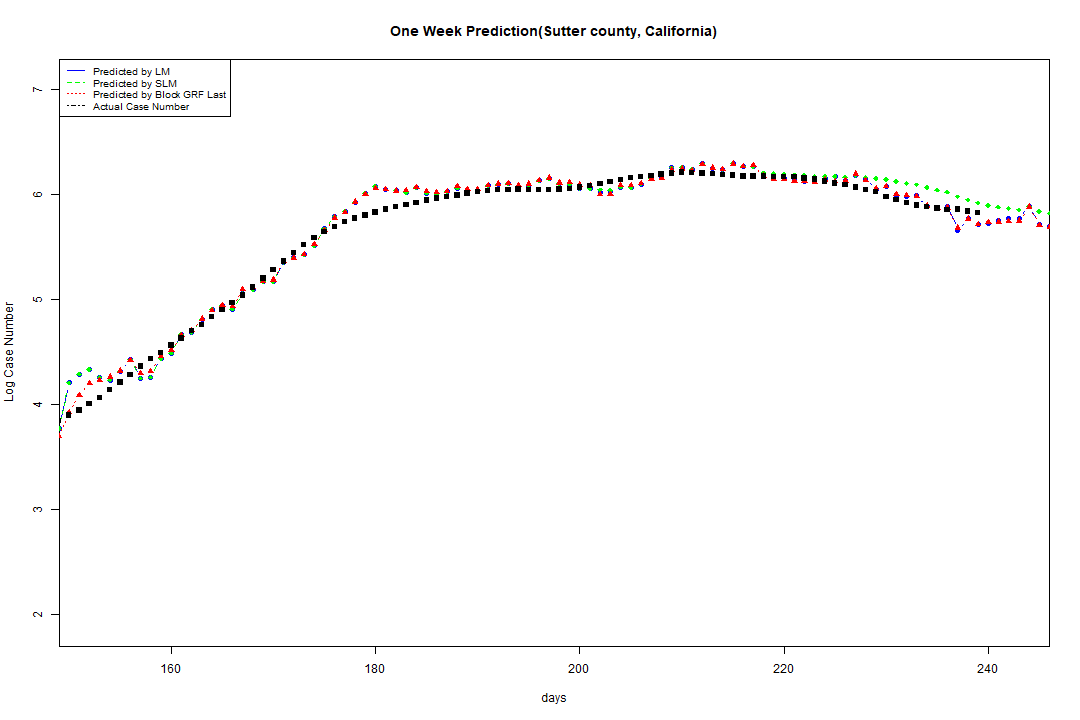 One Week Prediction(Sutter county, California)
Predicted by LM
Predicted by SLM
Predicted by Block GRF Last
Actual Case Number
7
6
5
4
3
2
Log Case Number
160 180 200 220 240
days